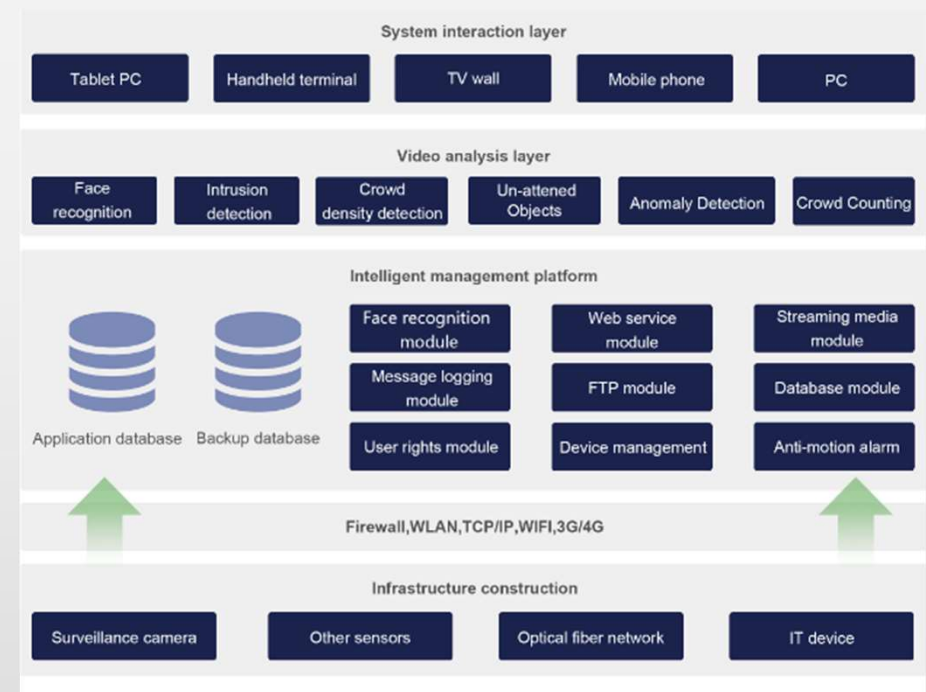 System interaction layer
Tablet PC
Handheld terminal
TV wall
Mobile phone
PC
Video analysis layer
Face
recognition
Intrusion
detection
Crowd
density detection
Un-attened
Objects
Anomaly Detection
Crowd Counting
Intelligent management platform
Application database
Backup database
Face recognition
module
Web service
module
Streaming media
module
Message logging
module
FTP module
Database module
User rights module
Device management
Anti-motion alarm
Firewall,WLAN,TCP/IP,WIFI,3G/4G
Infrastructure construction
Surveillance camera
Other sensors
Optical fiber network
IT device